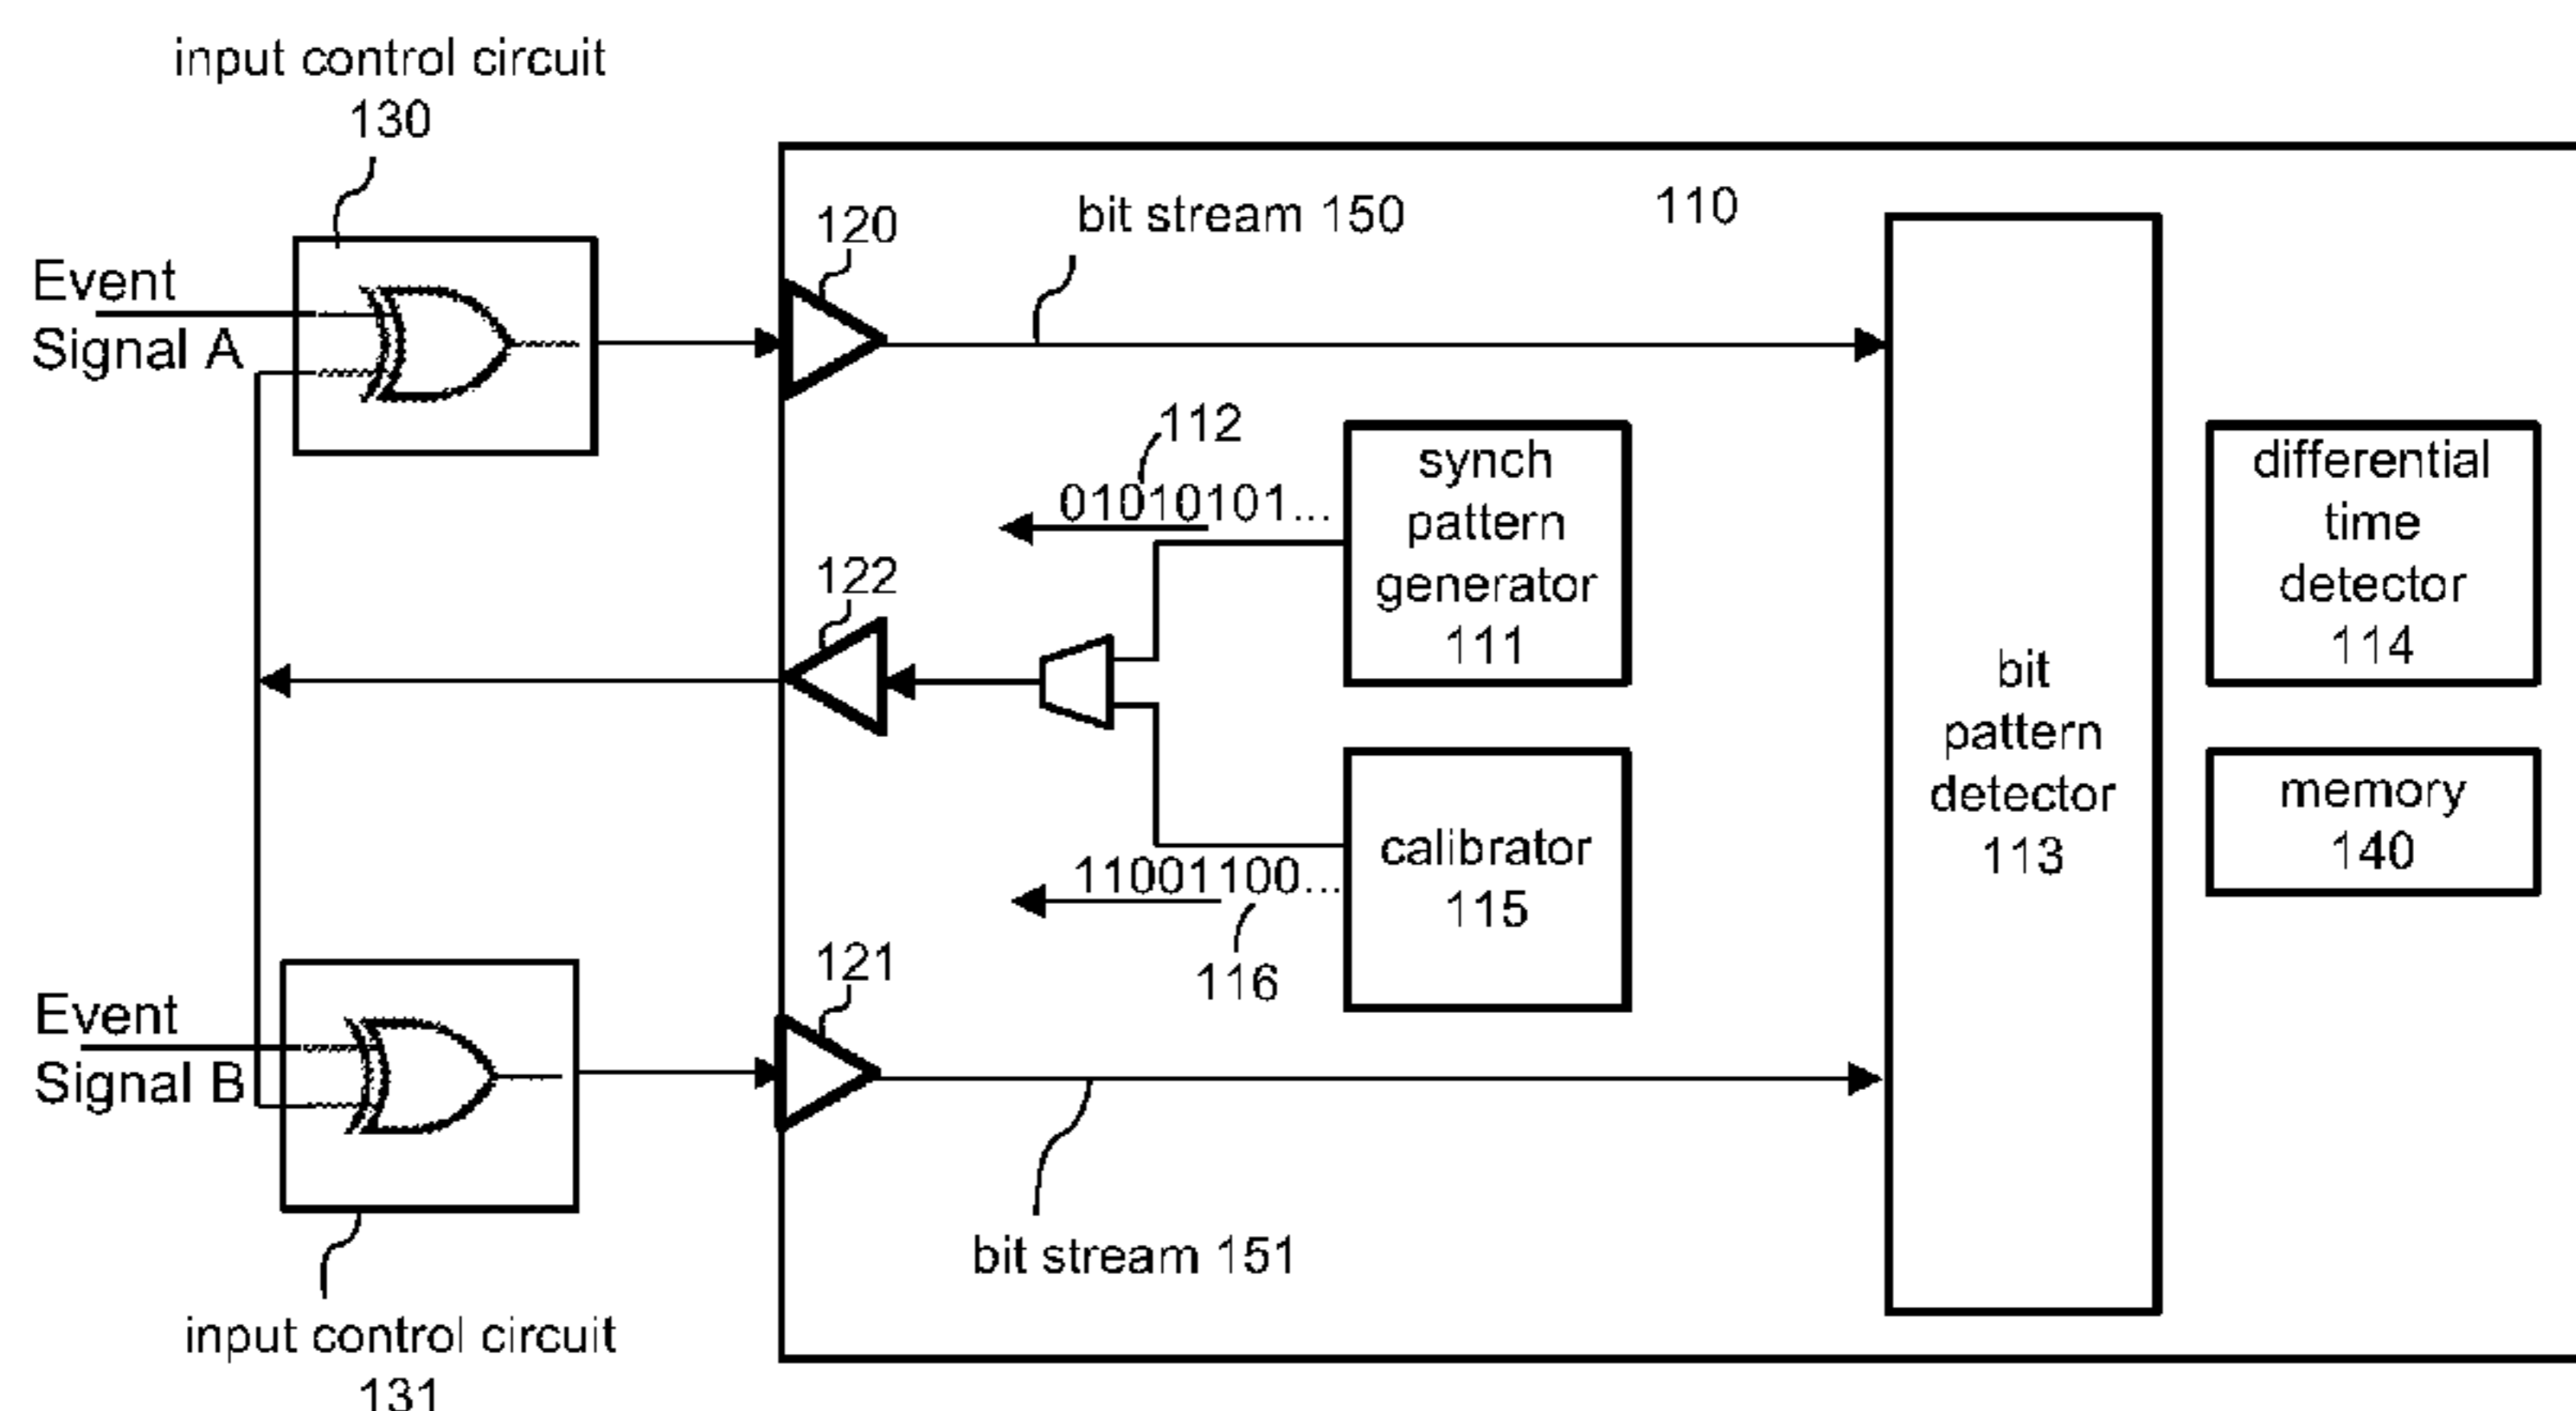 input control circuit
130
Event
Signal A
120
bit stream 150
110
112
01010101...
synch
pattern
generator
111
differential
time
detector
114
122
bit
pattern
detector
113
memory
140
calibrator
115
11001100...
116
121
Event
Signal B
bit stream 151
input control circuit
131